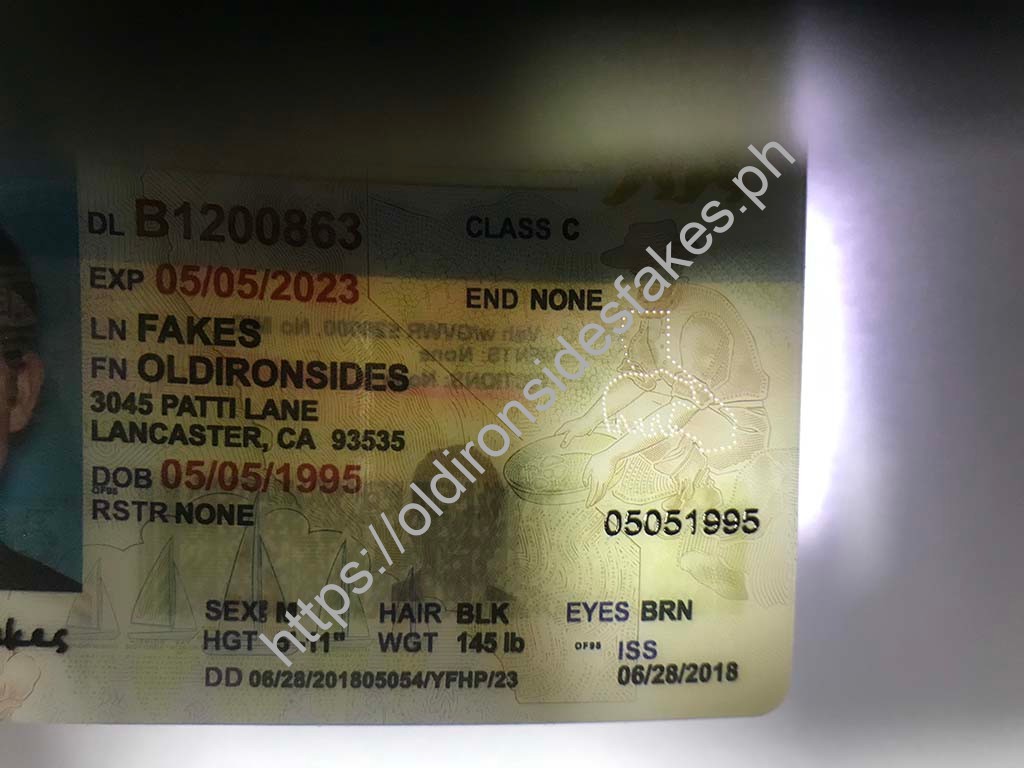 DL B1200863 CLASS C
EXP 05/05/2023
END NONE
LN FAKES
FN OLDIRONSIDES
3045 PATTI LANE
LANCASTER, CA 93535
DOB 05/05/1995
RSTR NONE
05051995
SEX M HAIR BLK EYES BRN
HGT WGT 145 lb
ISS
DD 06/28/201805054/YFHP/23
06/28/2018
https://oldironsidesfakes.ph